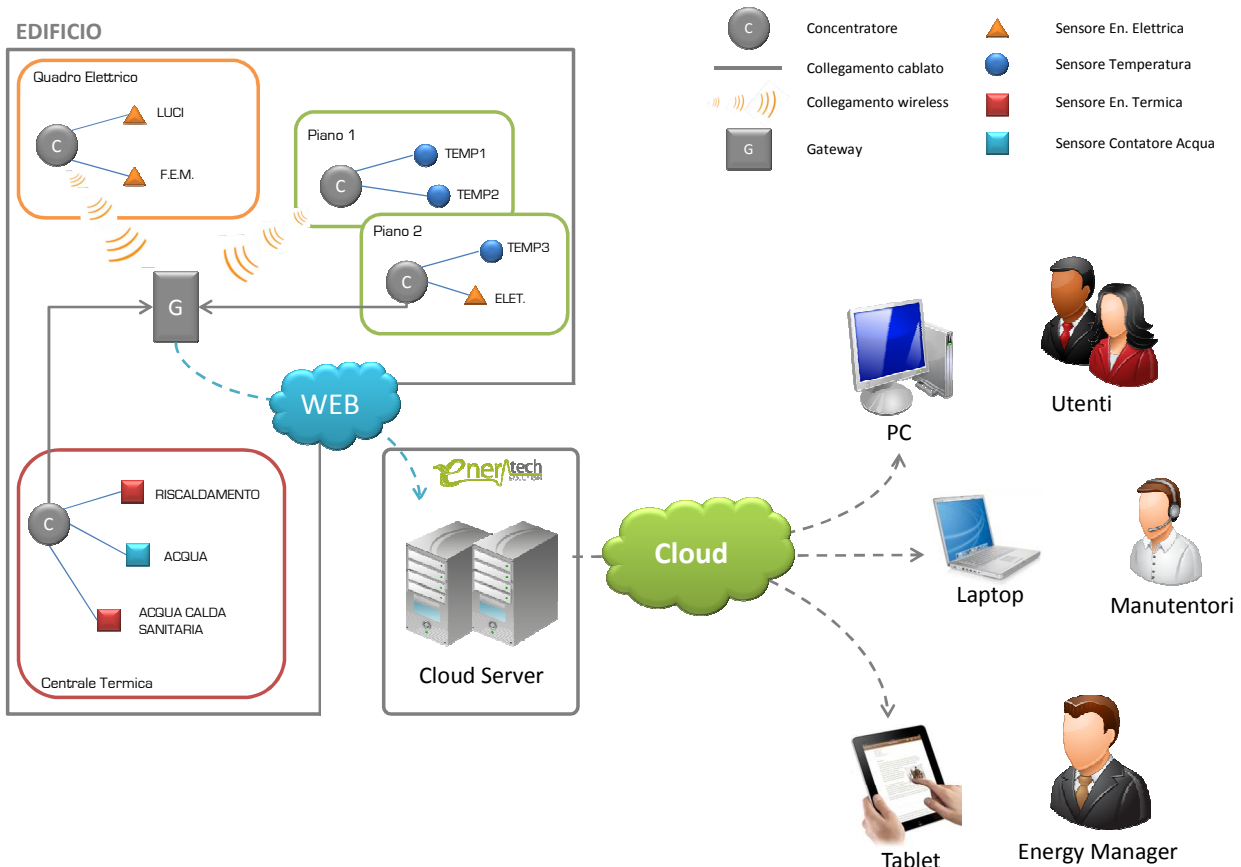 EDIFICIO
Quadro Elettrico
C
LUCI
F.E.M.
Piano 1
C
TEMP1
TEMP2
Piano 2
C
TEMP3
ELET.
G
WEB
C
RISCALDAMENTO
ACQUA
ACQUA CALDA
SANITARIA
Centrale Termica
enertech
SOLUTION
Cloud Server
Cloud
C
Concentratore
Collegamento cablato
Collegamento wireless
G
Gateway
Sensore En. Elettrica
Sensore Temperatura
Sensore En. Termica
Sensore Contatore Acqua
PC
Laptop
Tablet
Utenti
Manutentori
Energy Manager